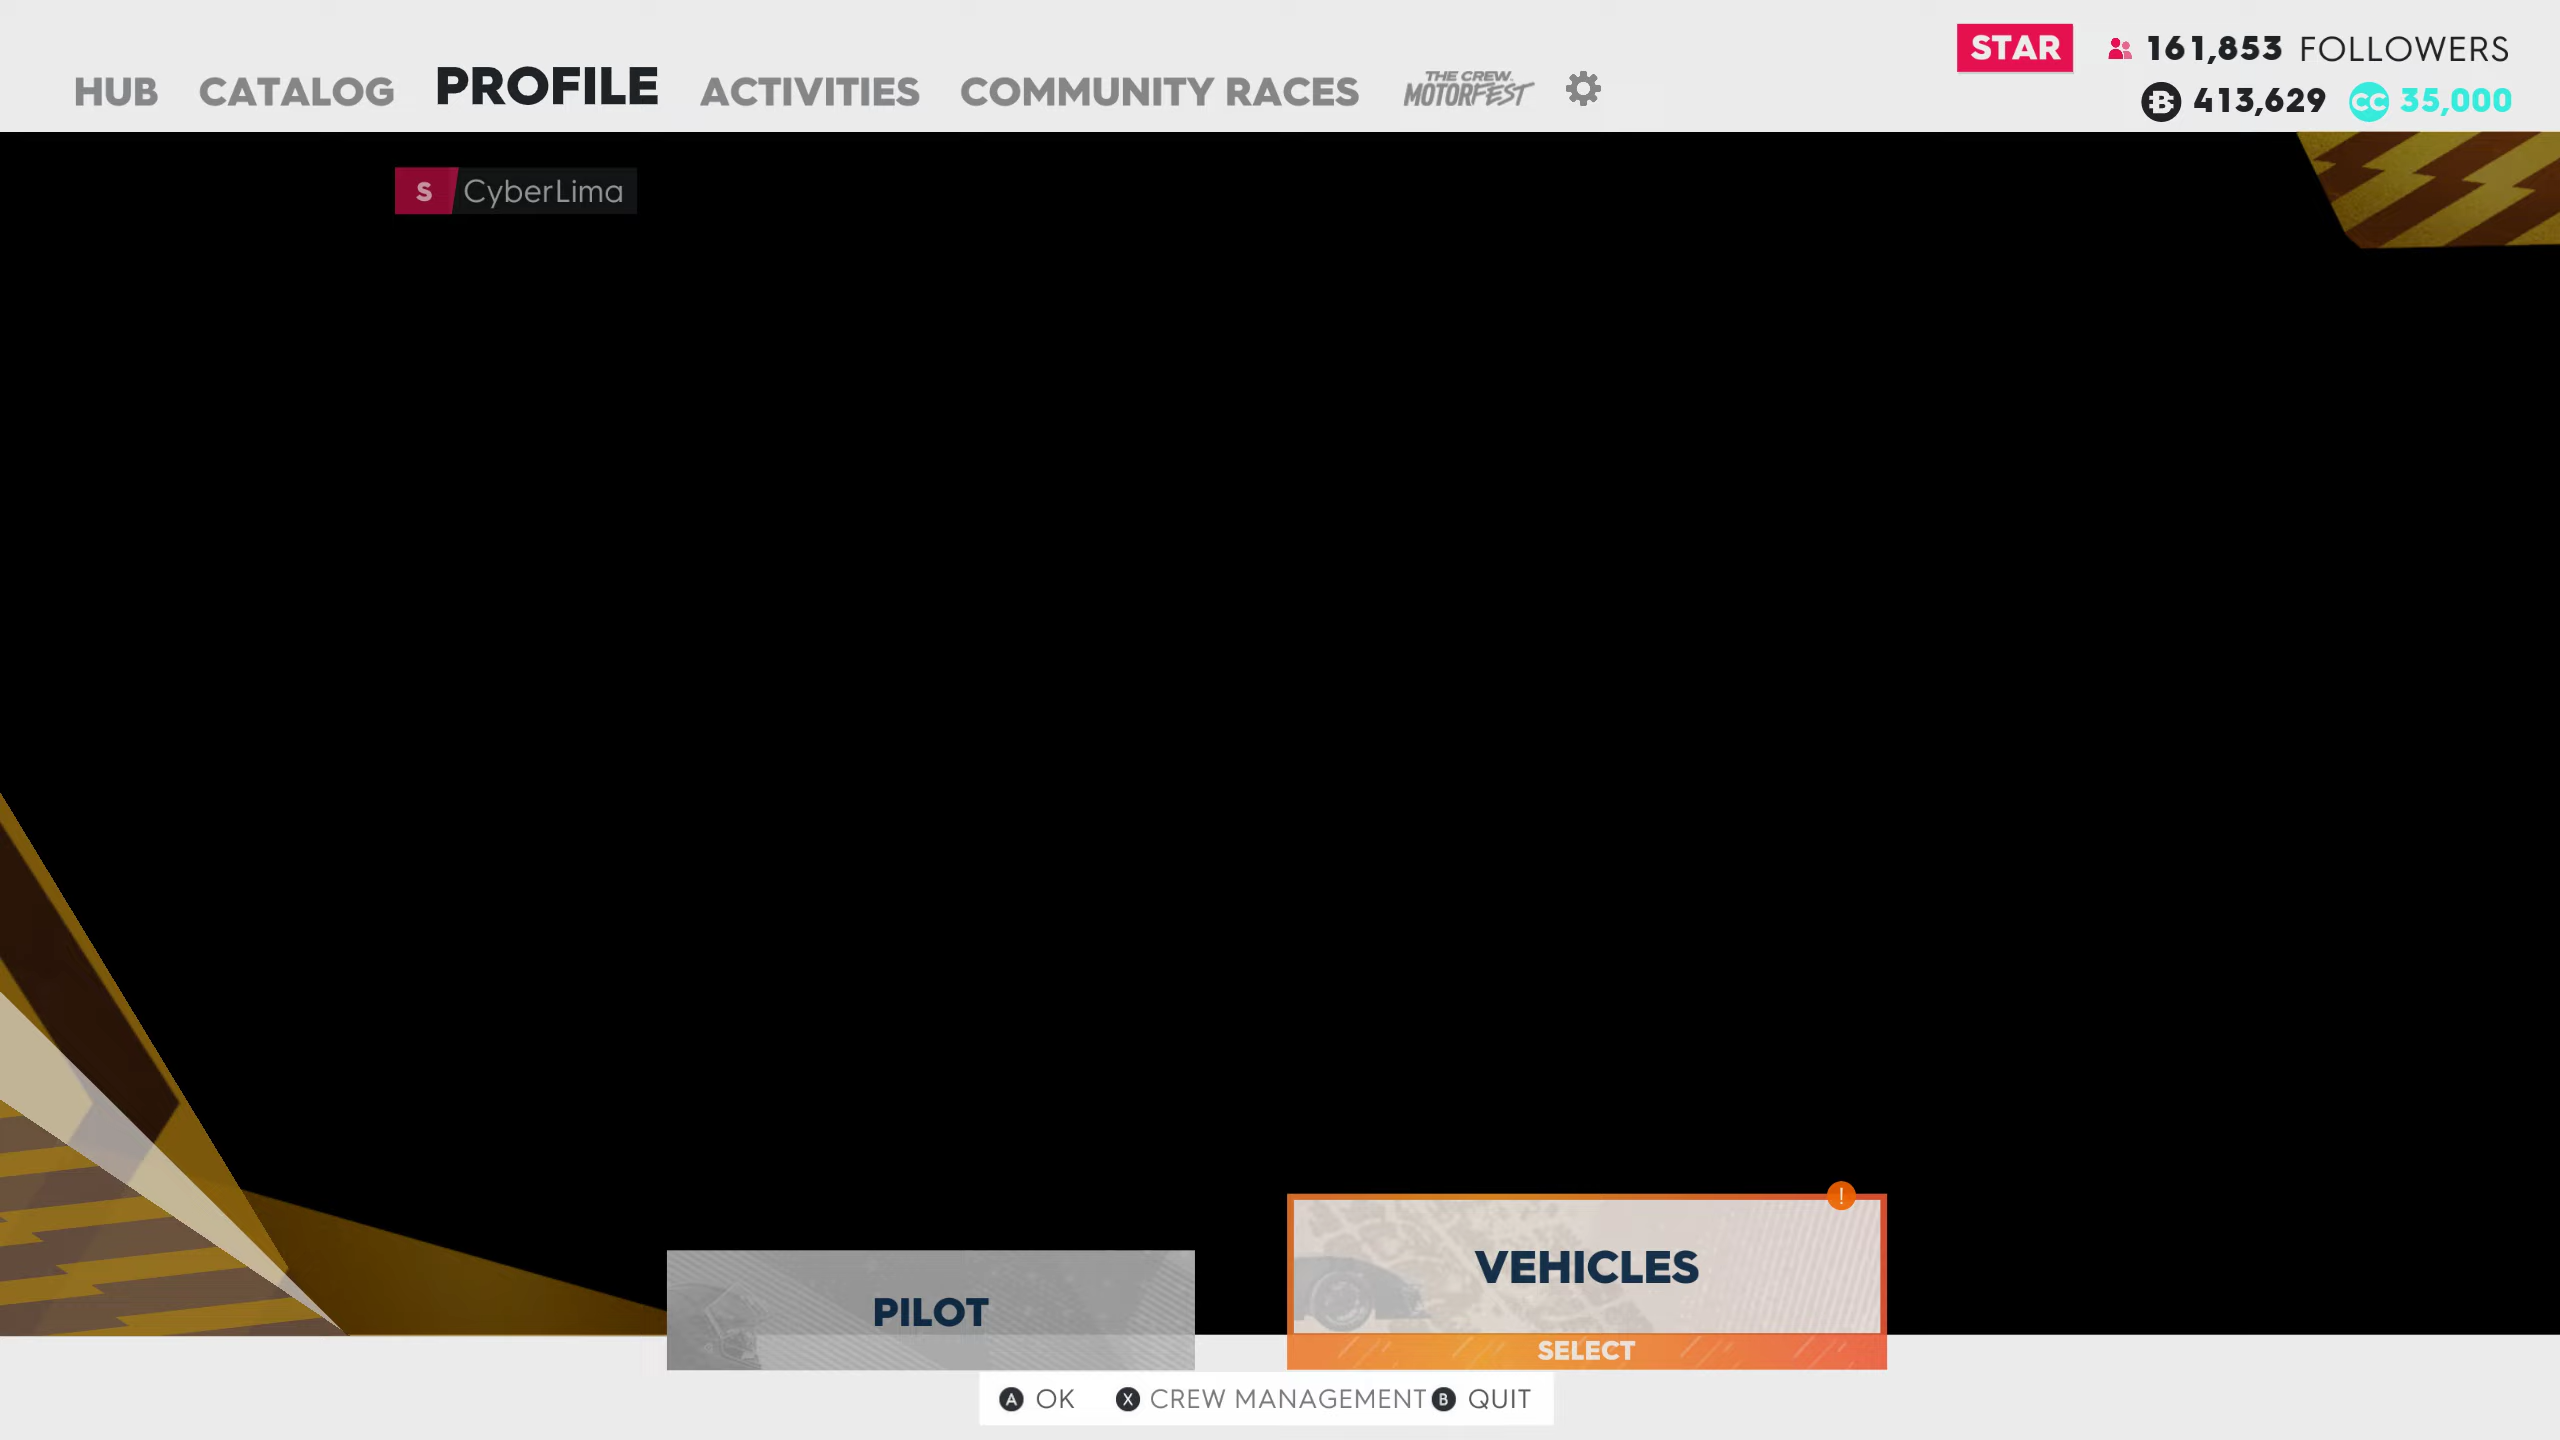 HUB CATALOG PROFILE ACTIVITIES COMMUNITY RACES THE CREW. MOTORFEST
STAR 161,853 FOLLOWERS
413,629 CC 35,000
S CyberLima
!
VEHICLES
PILOT
SELECT
A OK X CREW MANAGEMENT B QUIT